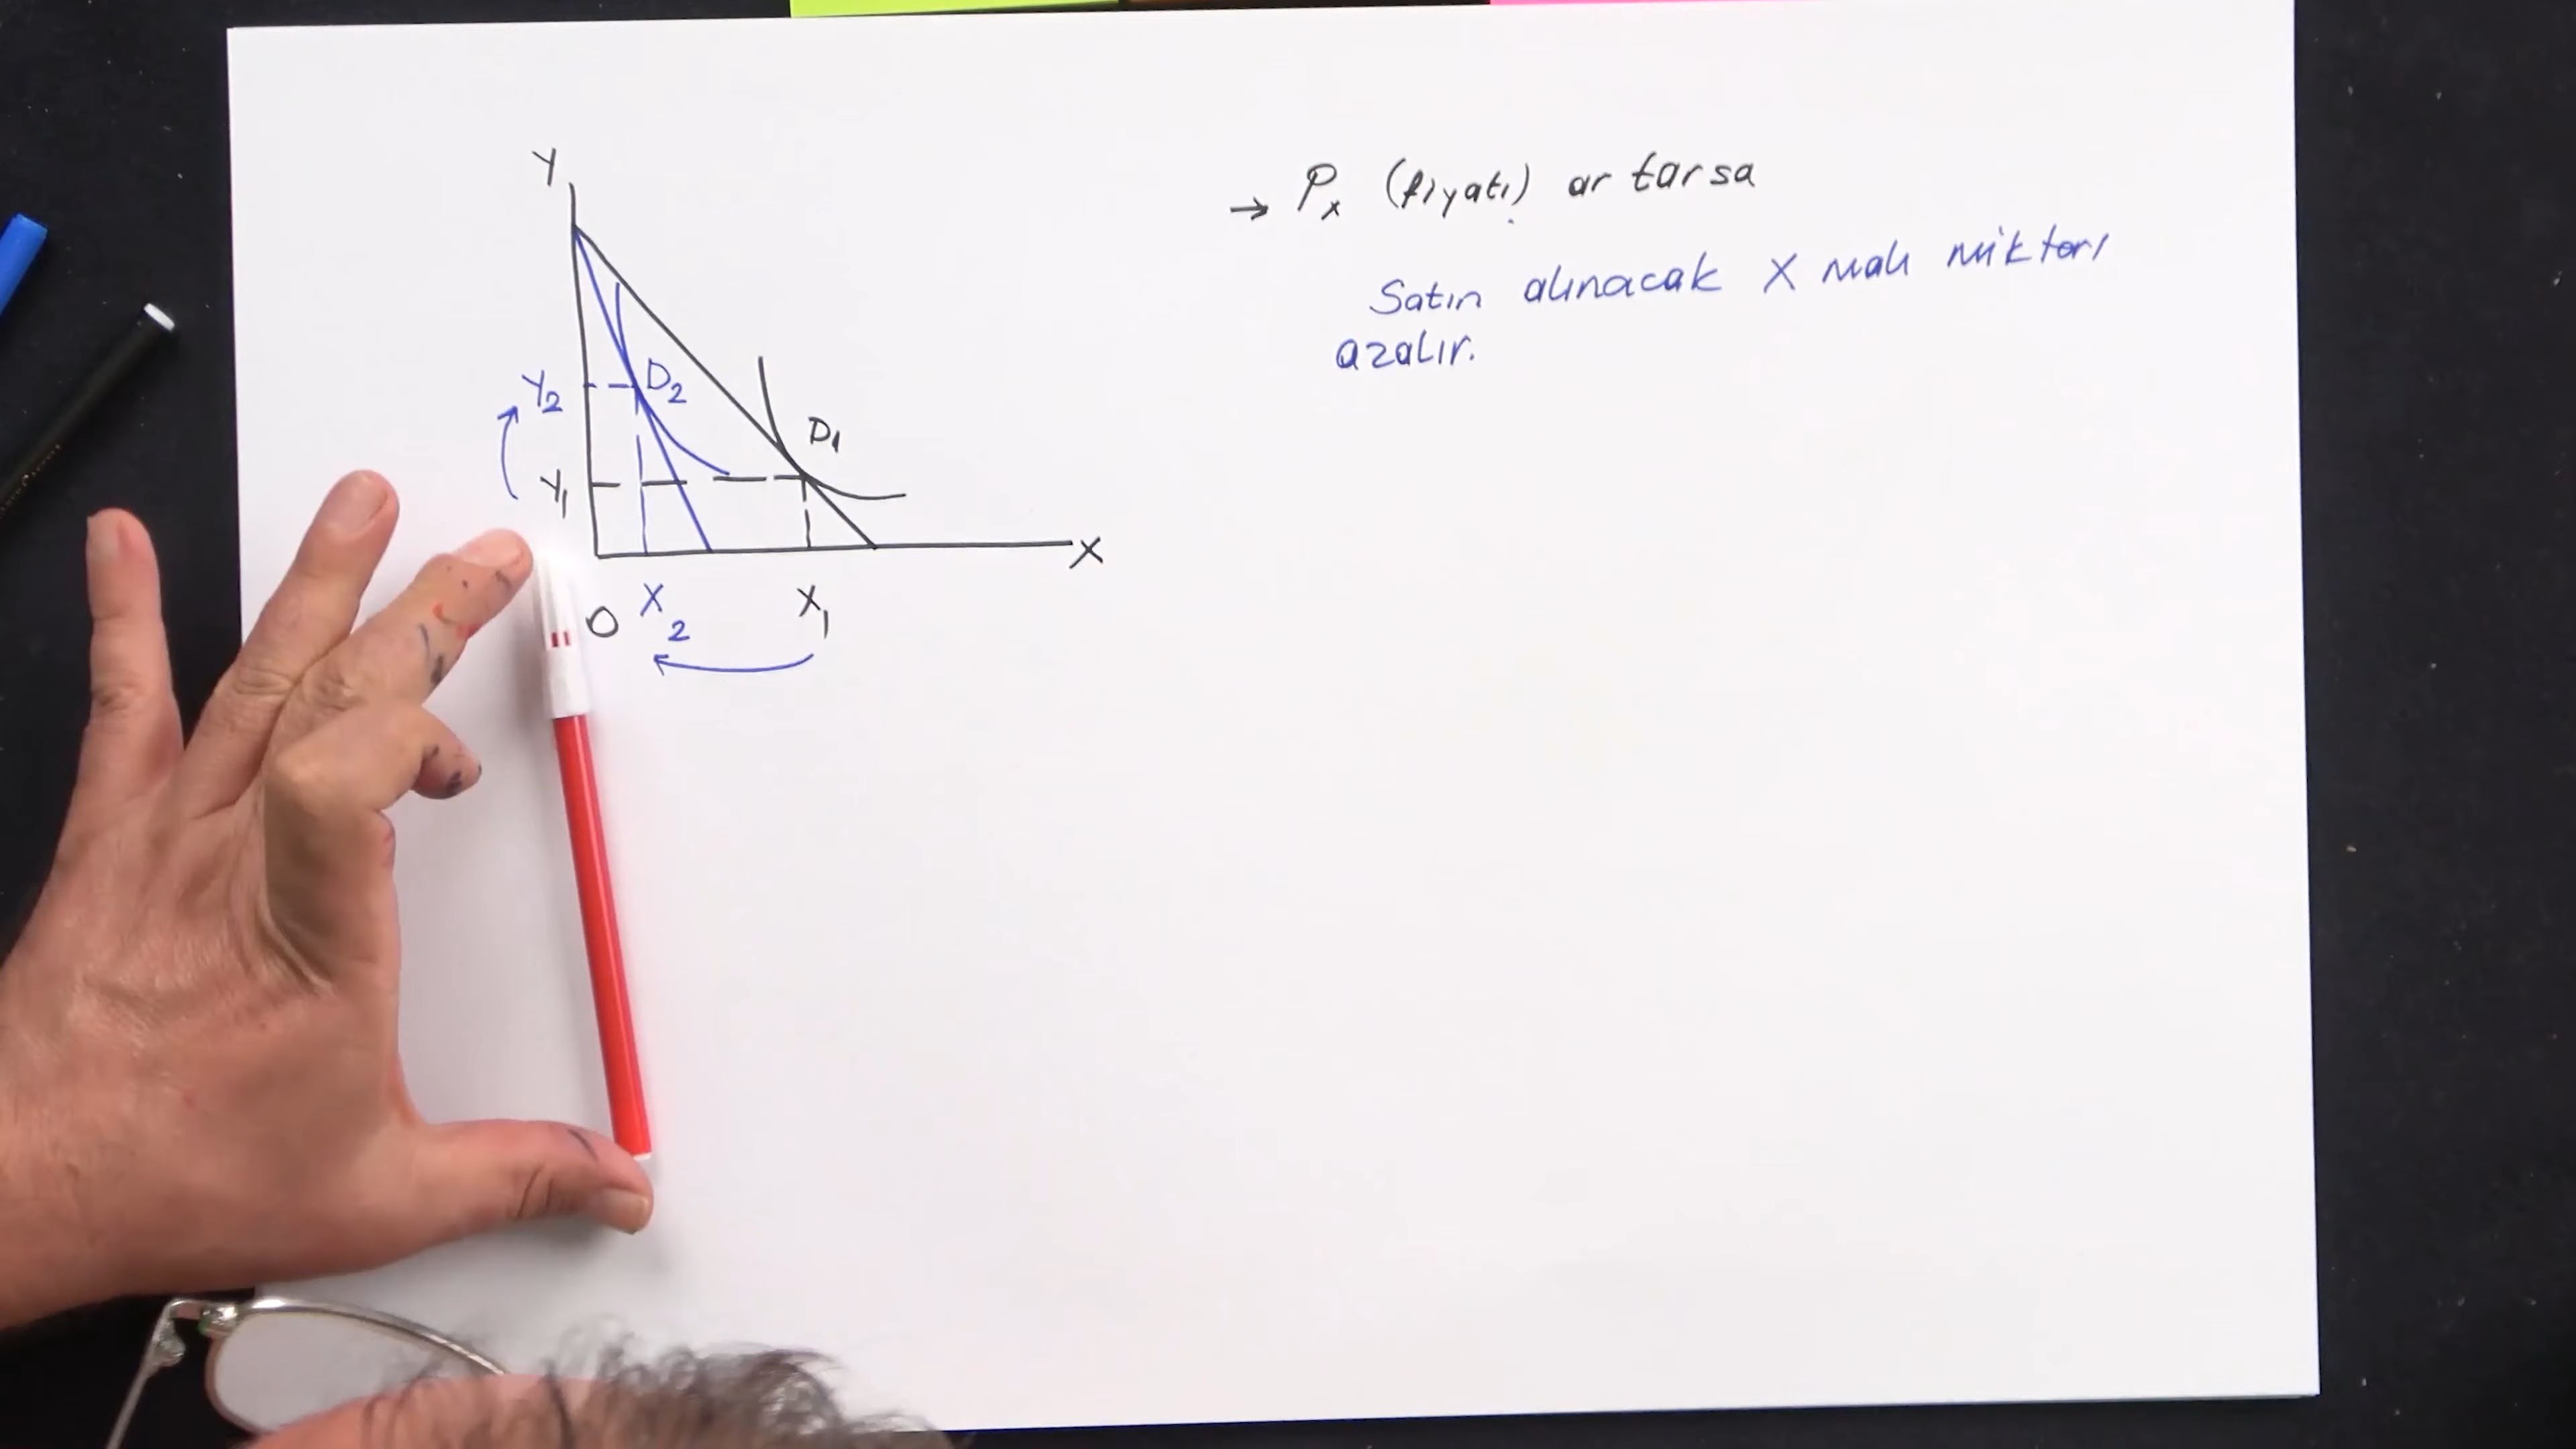 Y
→ Px (fiyatı) artarsa
Satın alınacak X malı miktarı
azalır.
Y2
D2
D1
Y1
X
O
X2
X1